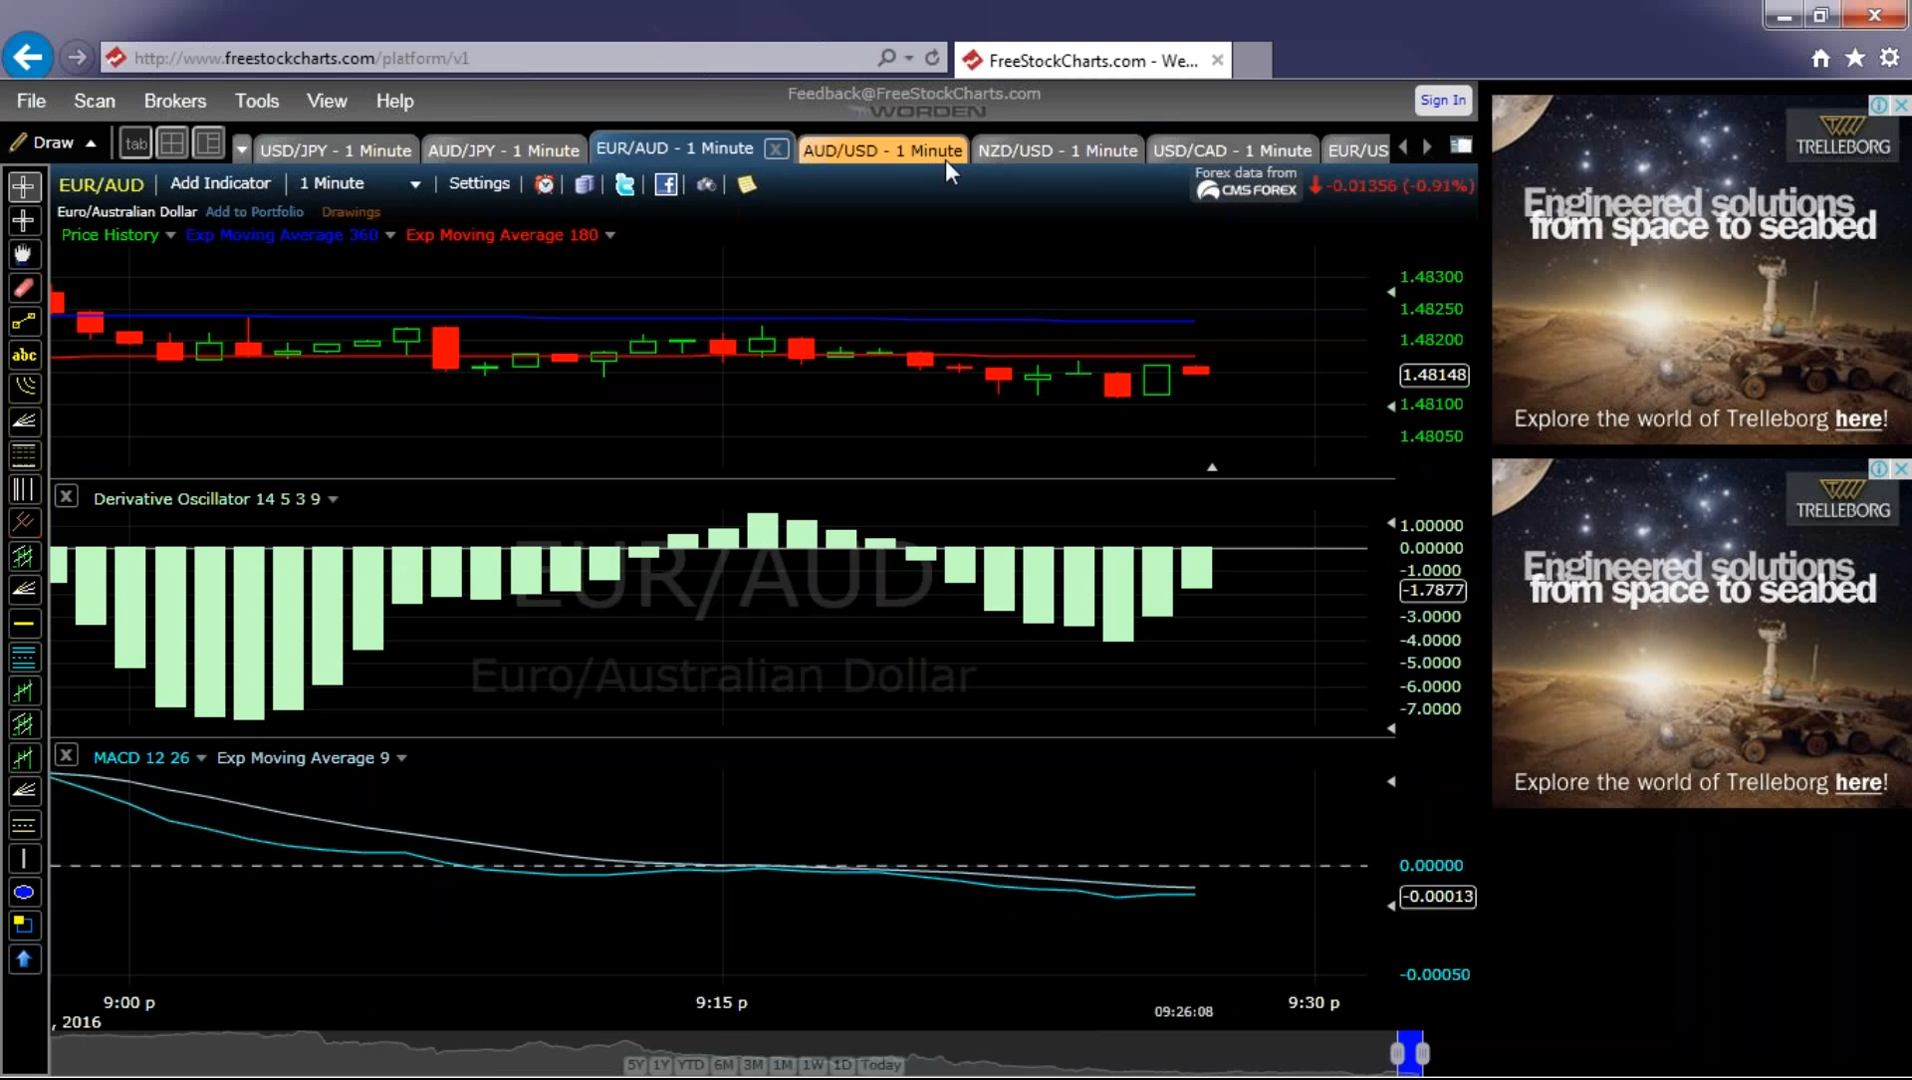 http://www.freestockcharts.com/platform/v1
FreeStockCharts.com - We...
File Scan Brokers Tools View Help
Feedback@FreeStockCharts.com
WORDEN
Sign In
Draw
tab
USD/JPY - 1 Minute
AUD/JPY - 1 Minute
EUR/AUD - 1 Minute
AUD/USD - 1 Minute
NZD/USD - 1 Minute
USD/CAD - 1 Minute
EUR/US
EUR/AUD Add Indicator 1 Minute Settings
Forex data from
CMS FOREX
-0.01356 (-0.91%)
Euro/Australian Dollar Add to Portfolio Drawings
Price History Exp Moving Average 360 Exp Moving Average 180
1.48300
1.48250
1.48200
1.48148
1.48100
1.48050
abc
Derivative Oscillator 14 5 3 9
EUR/AUD
Euro/Australian Dollar
1.00000
0.00000
-1.0000
-1.7877
-3.0000
-4.0000
-5.0000
-6.0000
-7.0000
MACD 12 26 Exp Moving Average 9
0.00000
-0.00013
-0.00050
9:00 p
9:15 p
09:26:08
9:30 p
, 2016
5Y 1Y YTD 6M 3M 1M 1W 1D Today
TRELLEBORG
Engineered solutions
from space to seabed
Explore the world of Trelleborg here!
TRELLEBORG
Engineered solutions
from space to seabed
Explore the world of Trelleborg here!